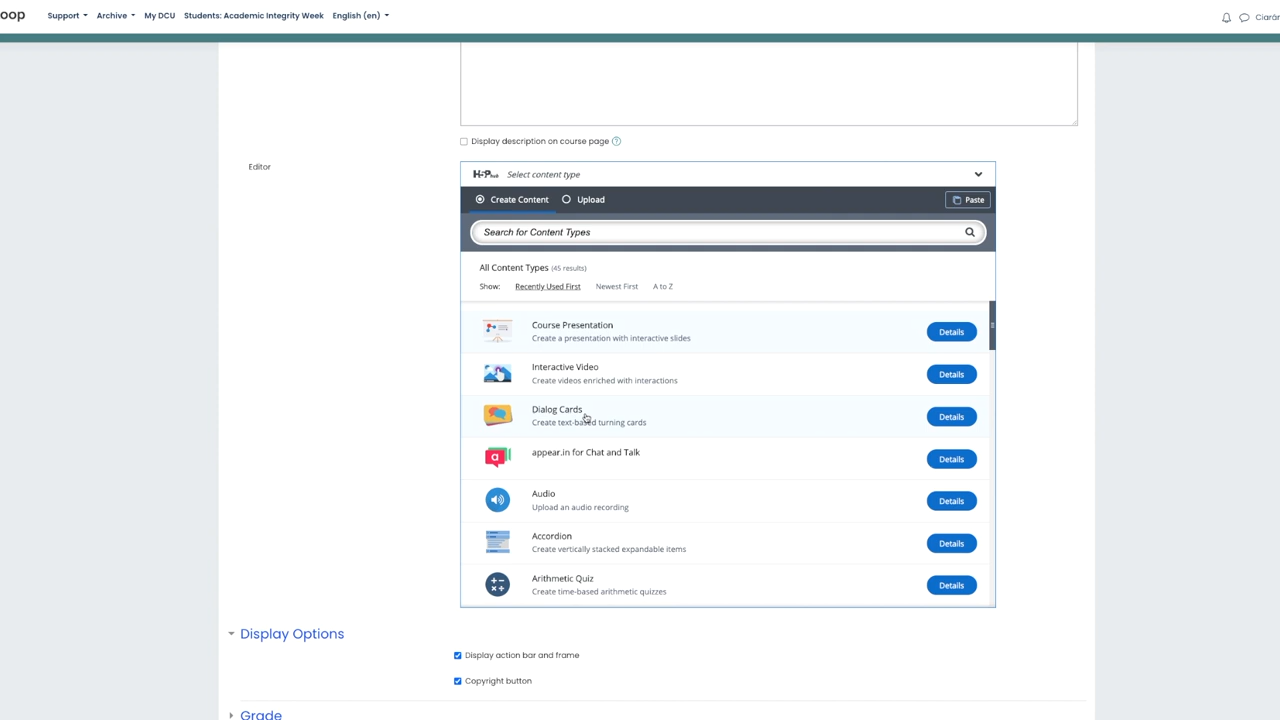 oop Support Archive My DCU Students: Academic Integrity Week English (en) Ciarán
Display description on course page ?
Editor
H5P hub Select content type
Create Content Upload Paste
Search for Content Types
All Content Types (45 results)
Show: Recently Used First Newest First A to Z
Course Presentation
Create a presentation with interactive slides
Details
Interactive Video
Create videos enriched with interactions
Details
Dialog Cards
Create text-based turning cards
Details
a
appear.in for Chat and Talk
Details
Audio
Upload an audio recording
Details
Accordion
Create vertically stacked expandable items
Details
Arithmetic Quiz
Create time-based arithmetic quizzes
Details
Display Options
Display action bar and frame
Copyright button
Grade